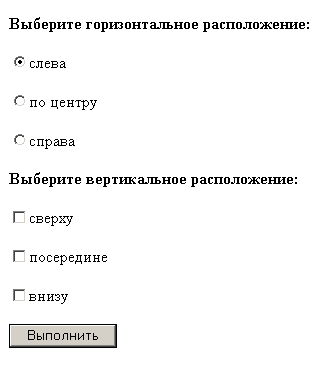 Выберите горизонтальное расположение:
слева
по центру
справа
Выберите вертикальное расположение:
сверху
посередине
внизу
Выполнить